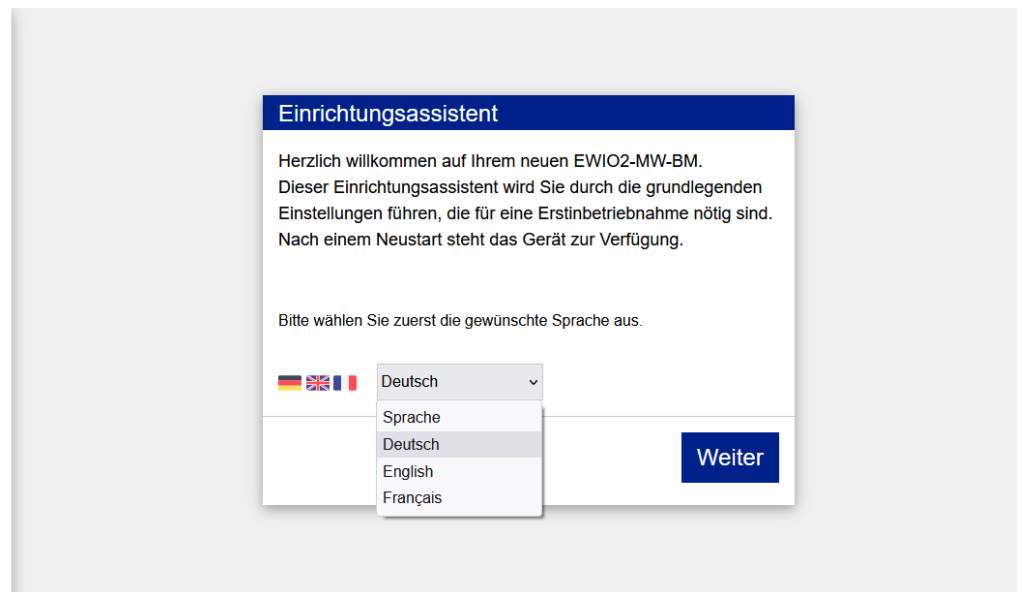 Einrichtungsassistent
Herzlich willkommen auf Ihrem neuen EWIO2-MW-BM.
Dieser Einrichtungsassistent wird Sie durch die grundlegenden
Einstellungen führen, die für eine Erstinbetriebnahme nötig sind.
Nach einem Neustart steht das Gerät zur Verfügung.
Bitte wählen Sie zuerst die gewünschte Sprache aus.
Deutsch
Sprache
Deutsch
English
Français
Weiter